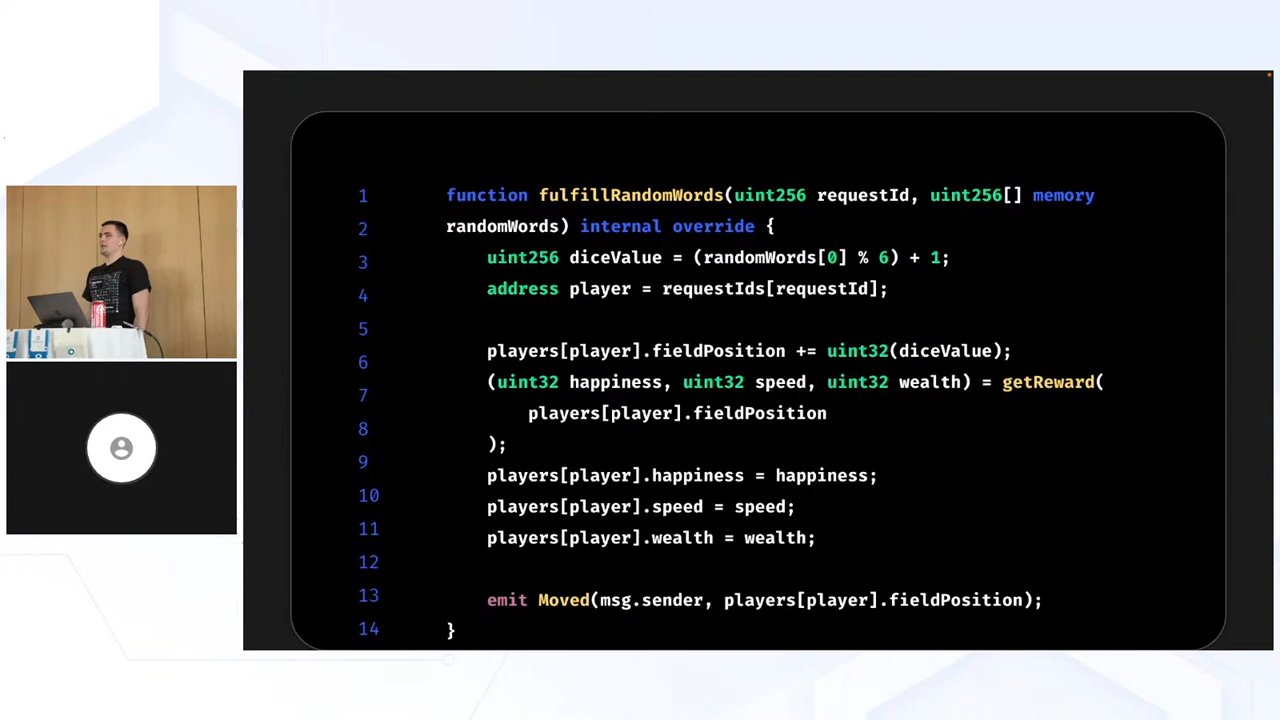 1 function fulfillRandomWords(uint256 requestId, uint256[] memory
2 randomWords) internal override {
3 uint256 diceValue = (randomWords[0] % 6) + 1;
4 address player = requestIds[requestId];
5
6 players[player].fieldPosition += uint32(diceValue);
7 (uint32 happiness, uint32 speed, uint32 wealth) = getReward(
8 players[player].fieldPosition
9 );
10 players[player].happiness = happiness;
11 players[player].speed = speed;
12 players[player].wealth = wealth;
13 emit Moved(msg.sender, players[player].fieldPosition);
14 }